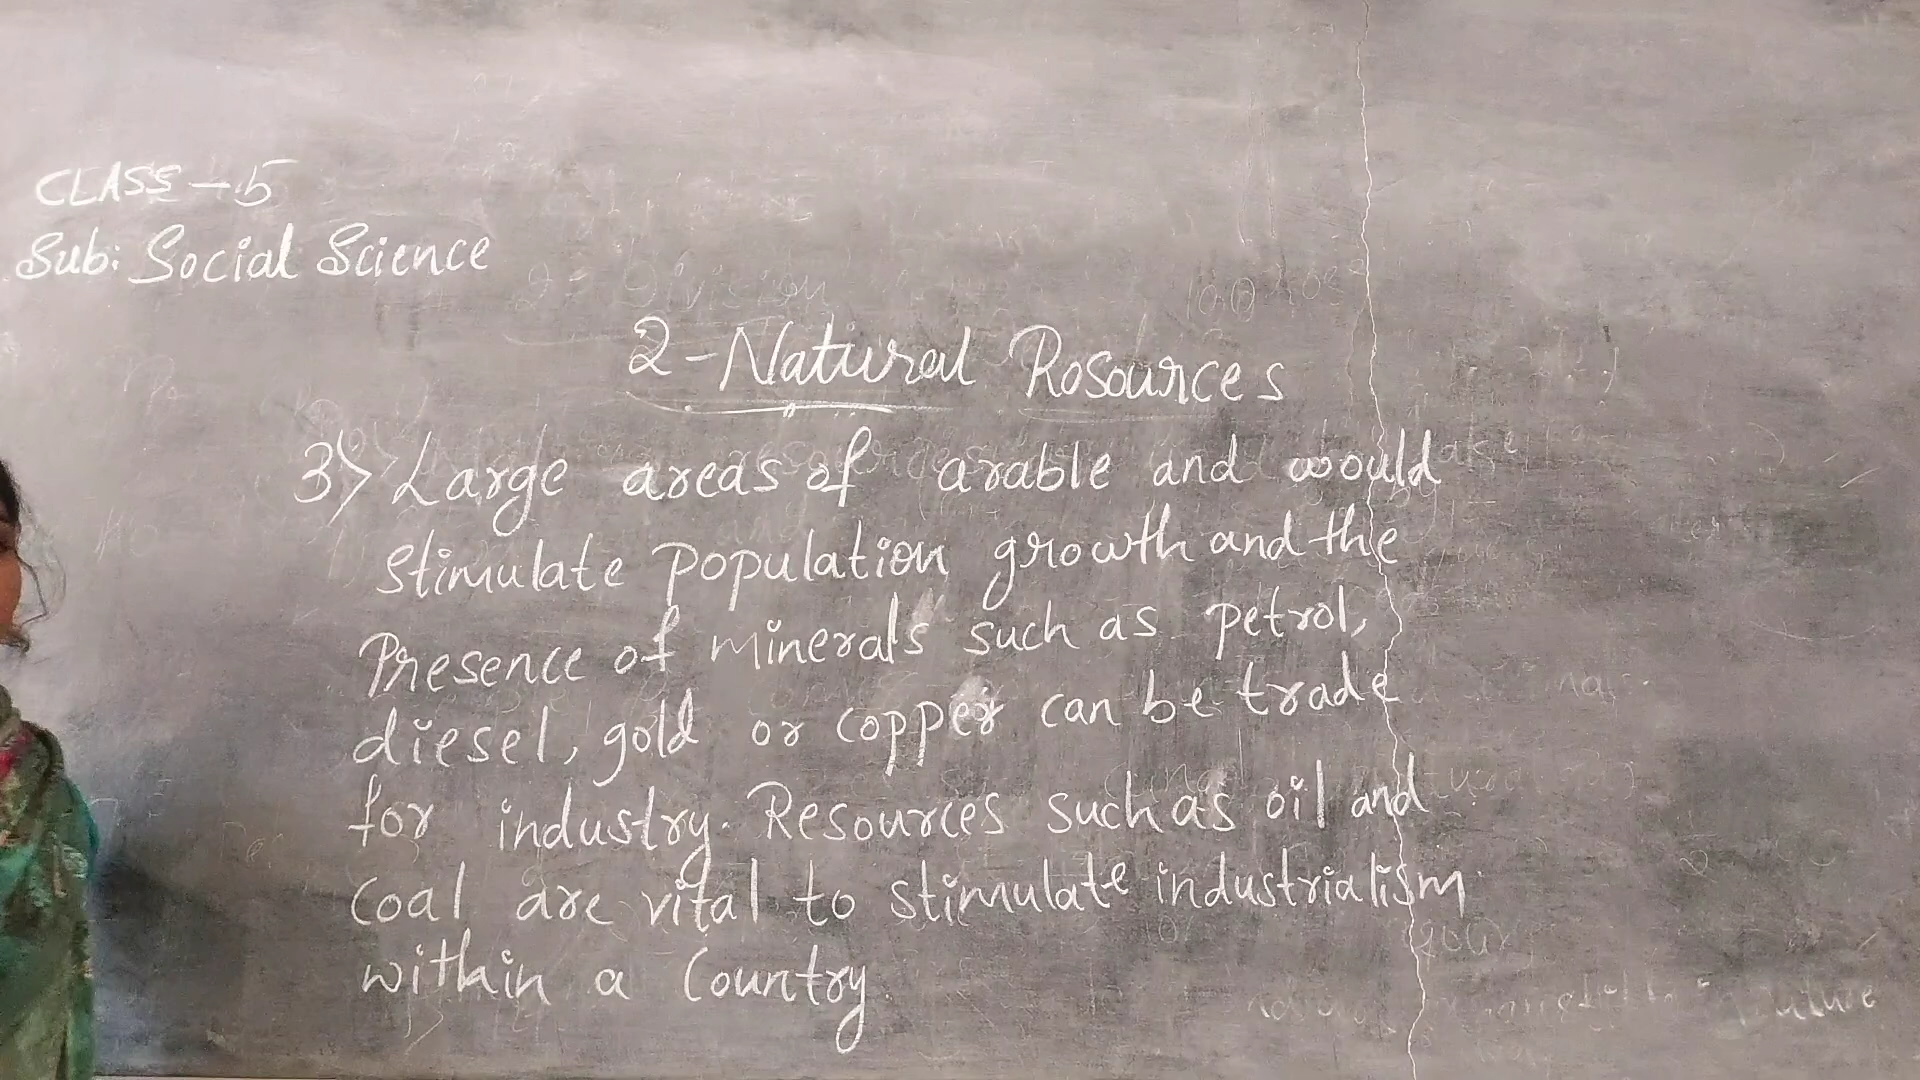 CLASS - 5
Sub: Social Science
2-Natural Rosources
3) Large areas of arable and would
stimulate population growth and the
Presence of minerals such as petrol,
diesel, gold or copper can be trade
for industry. Resources such as oil and
Coal are vital to stimulate industrialism
within a Country